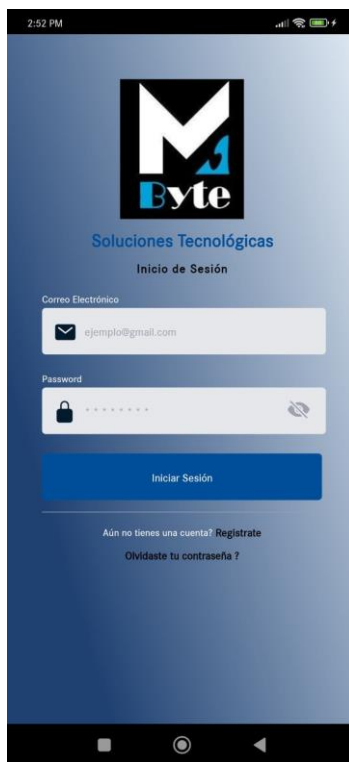 2:52 PM
M
Byte
Soluciones Tecnológicas
Inicio de Sesión
Correo Electrónico
ejemplo@gmail.com
Password
Iniciar Sesión
Aún no tienes una cuenta? Registrate
Olvidaste tu contraseña ?